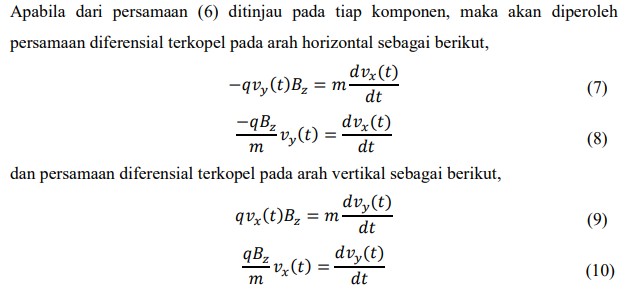 Apabila dari persamaan (6) ditinjau pada tiap komponen, maka akan diperoleh
persamaan diferensial terkopel pada arah horizontal sebagai berikut,
$-qv_y(t)B_z = m\frac{dv_x(t)}{dt}$ (7)
$\frac{-qB_z}{m}v_y(t) = \frac{dv_x(t)}{dt}$ (8)
dan persamaan diferensial terkopel pada arah vertikal sebagai berikut,
$qv_x(t)B_z = m\frac{dv_y(t)}{dt}$ (9)
$\frac{qB_z}{m}v_x(t) = \frac{dv_y(t)}{dt}$ (10)